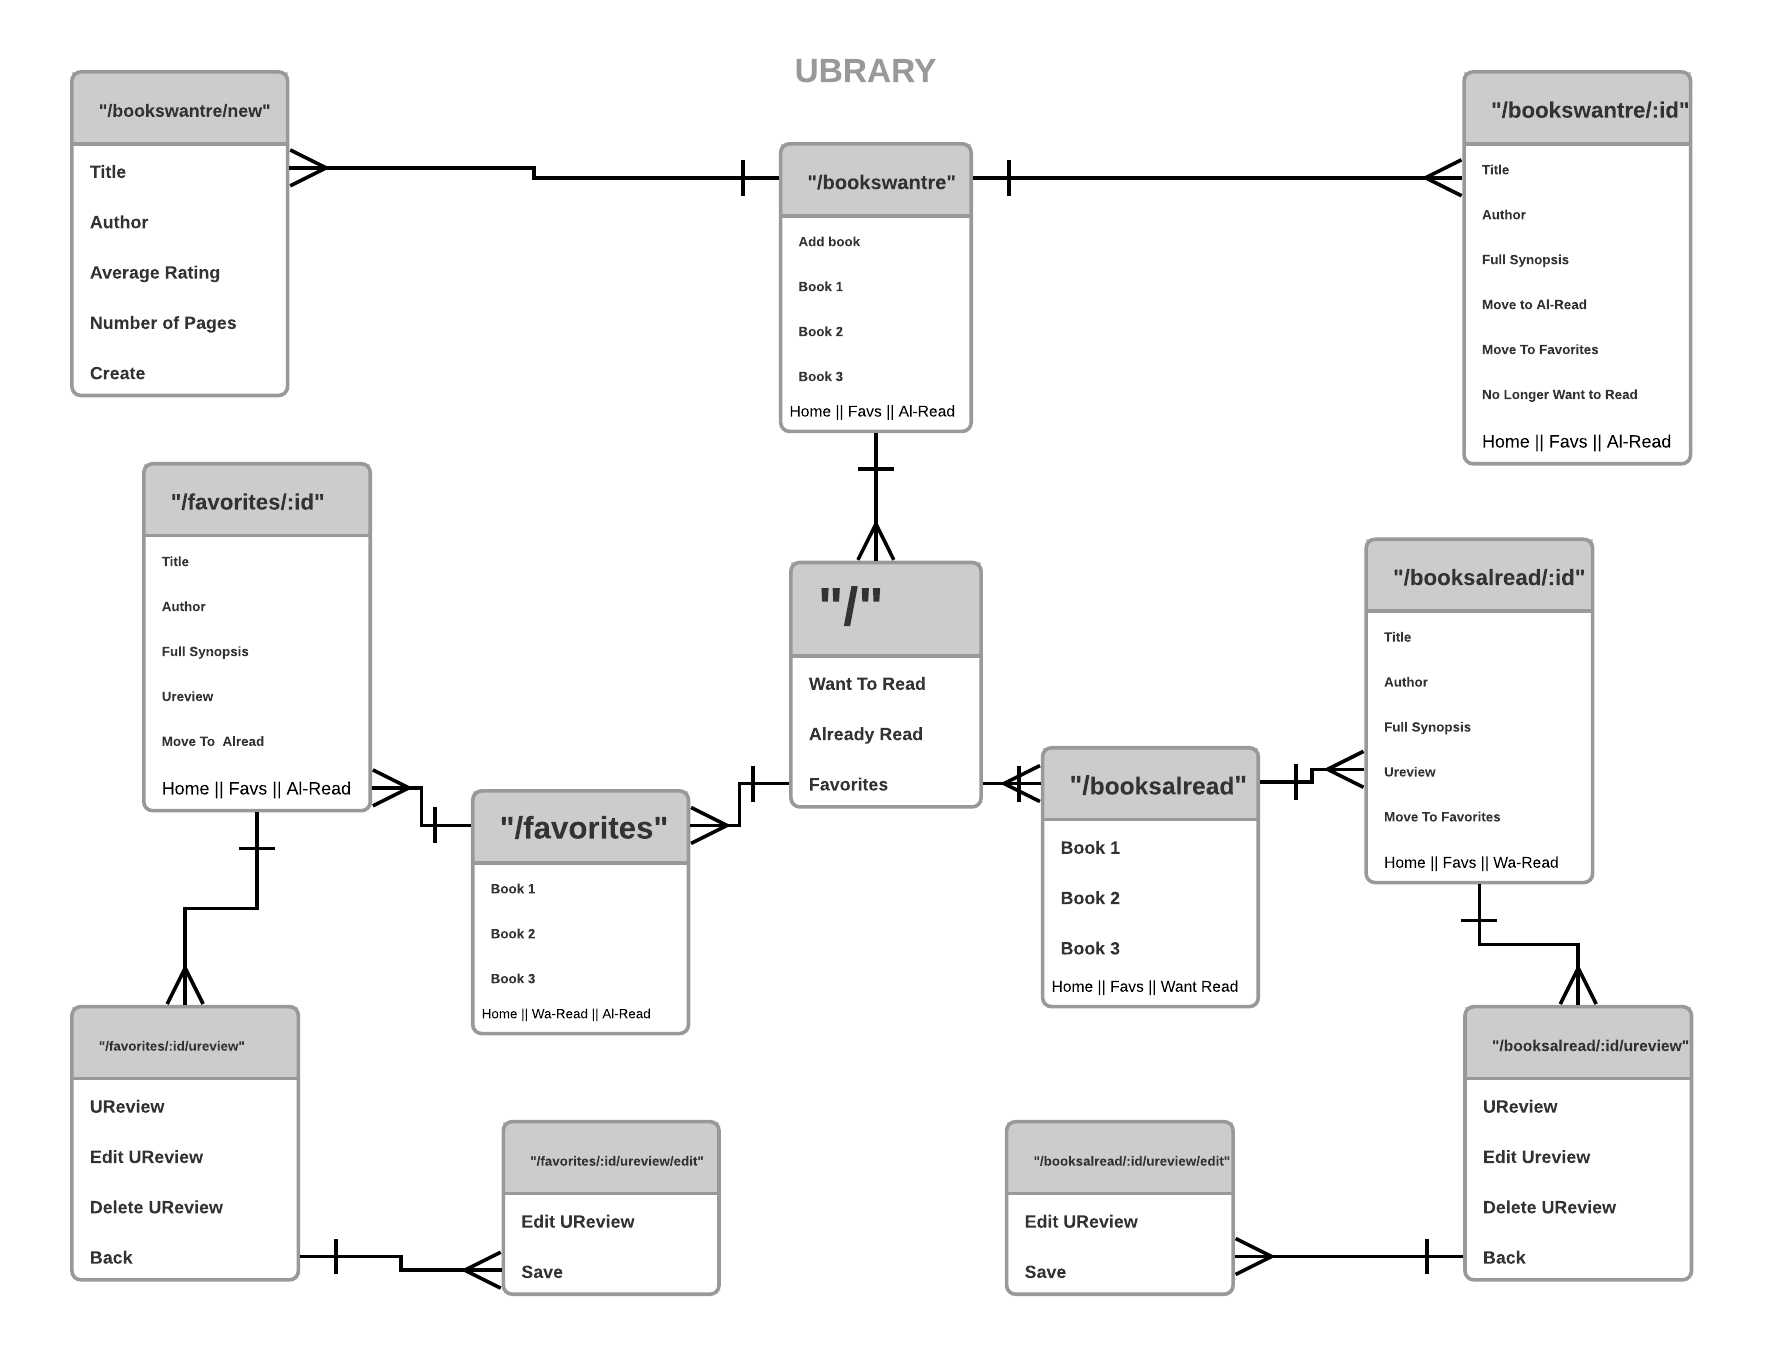 UBRARY
"/bookswantre/new"
Title
Author
Average Rating
Number of Pages
Create
"/bookswantre"
Add book
Book 1
Book 2
Book 3
Home || Favs || Al-Read
"/bookswantre/:id"
Title
Author
Full Synopsis
Move to Al-Read
Move To Favorites
No Longer Want to Read
Home || Favs || Al-Read
"/favorites/:id"
Title
Author
Full Synopsis
Ureview
Move To  Alread
Home || Favs || Al-Read
"/"
Want To Read
Already Read
Favorites
"/booksalread/:id"
Title
Author
Full Synopsis
Ureview
Move To Favorites
Home || Favs || Wa-Read
"/favorites"
Book 1
Book 2
Book 3
Home || Wa-Read || Al-Read
"/booksalread"
Book 1
Book 2
Book 3
Home || Favs || Want Read
"/favorites/:id/ureview"
UReview
Edit UReview
Delete UReview
Back
"/favorites/:id/ureview/edit"
Edit UReview
Save
"/booksalread/:id/ureview/edit"
Edit UReview
Save
"/booksalread/:id/ureview"
UReview
Edit Ureview
Delete UReview
Back